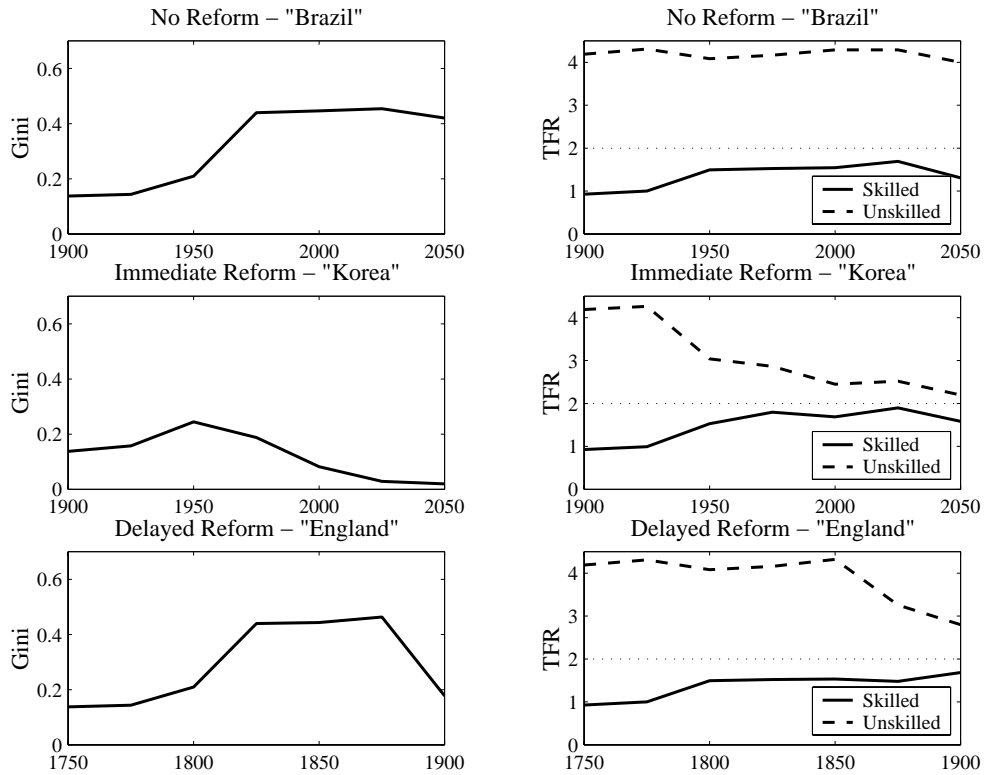 No Reform – "Brazil"
Gini
0.6
0.4
0.2
0
1900 1950 2000 2050
No Reform – "Brazil"
TFR
4
3
2
1
0
Skilled
Unskilled
1900 1950 2000 2050
Immediate Reform – "Korea"
Gini
0.6
0.4
0.2
0
1900 1950 2000 2050
Immediate Reform – "Korea"
TFR
4
3
2
1
0
Skilled
Unskilled
1900 1950 2000 2050
Delayed Reform – "England"
Gini
0.6
0.4
0.2
0
1750 1800 1850 1900
Delayed Reform – "England"
TFR
4
3
2
1
0
Skilled
Unskilled
1750 1800 1850 1900